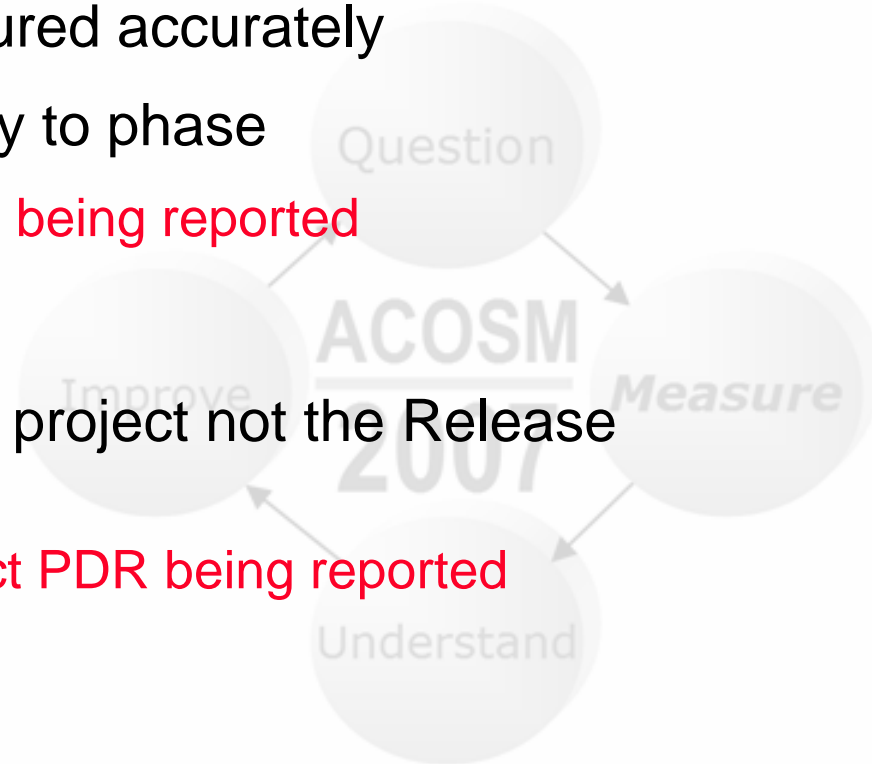 ured accurately
y to phase
Question
being reported
ACOSM
Improve
Measure
project not the Release
2007
ct PDR being reported
Understand